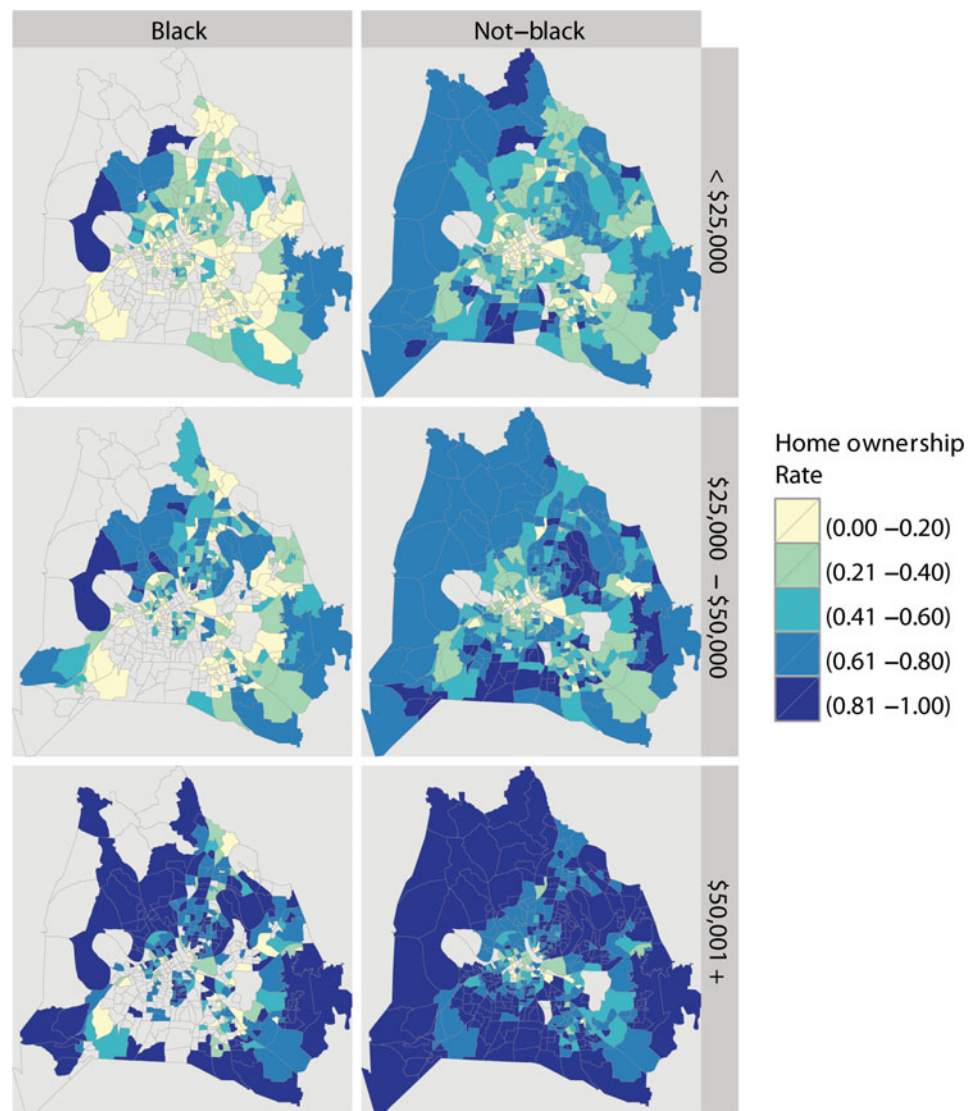 Black
Not−black
< $25,000
$25,000 − $50,000
$50,001 +
Home ownership
Rate
(0.00 −0.20)
(0.21 −0.40)
(0.41 −0.60)
(0.61 −0.80)
(0.81 −1.00)